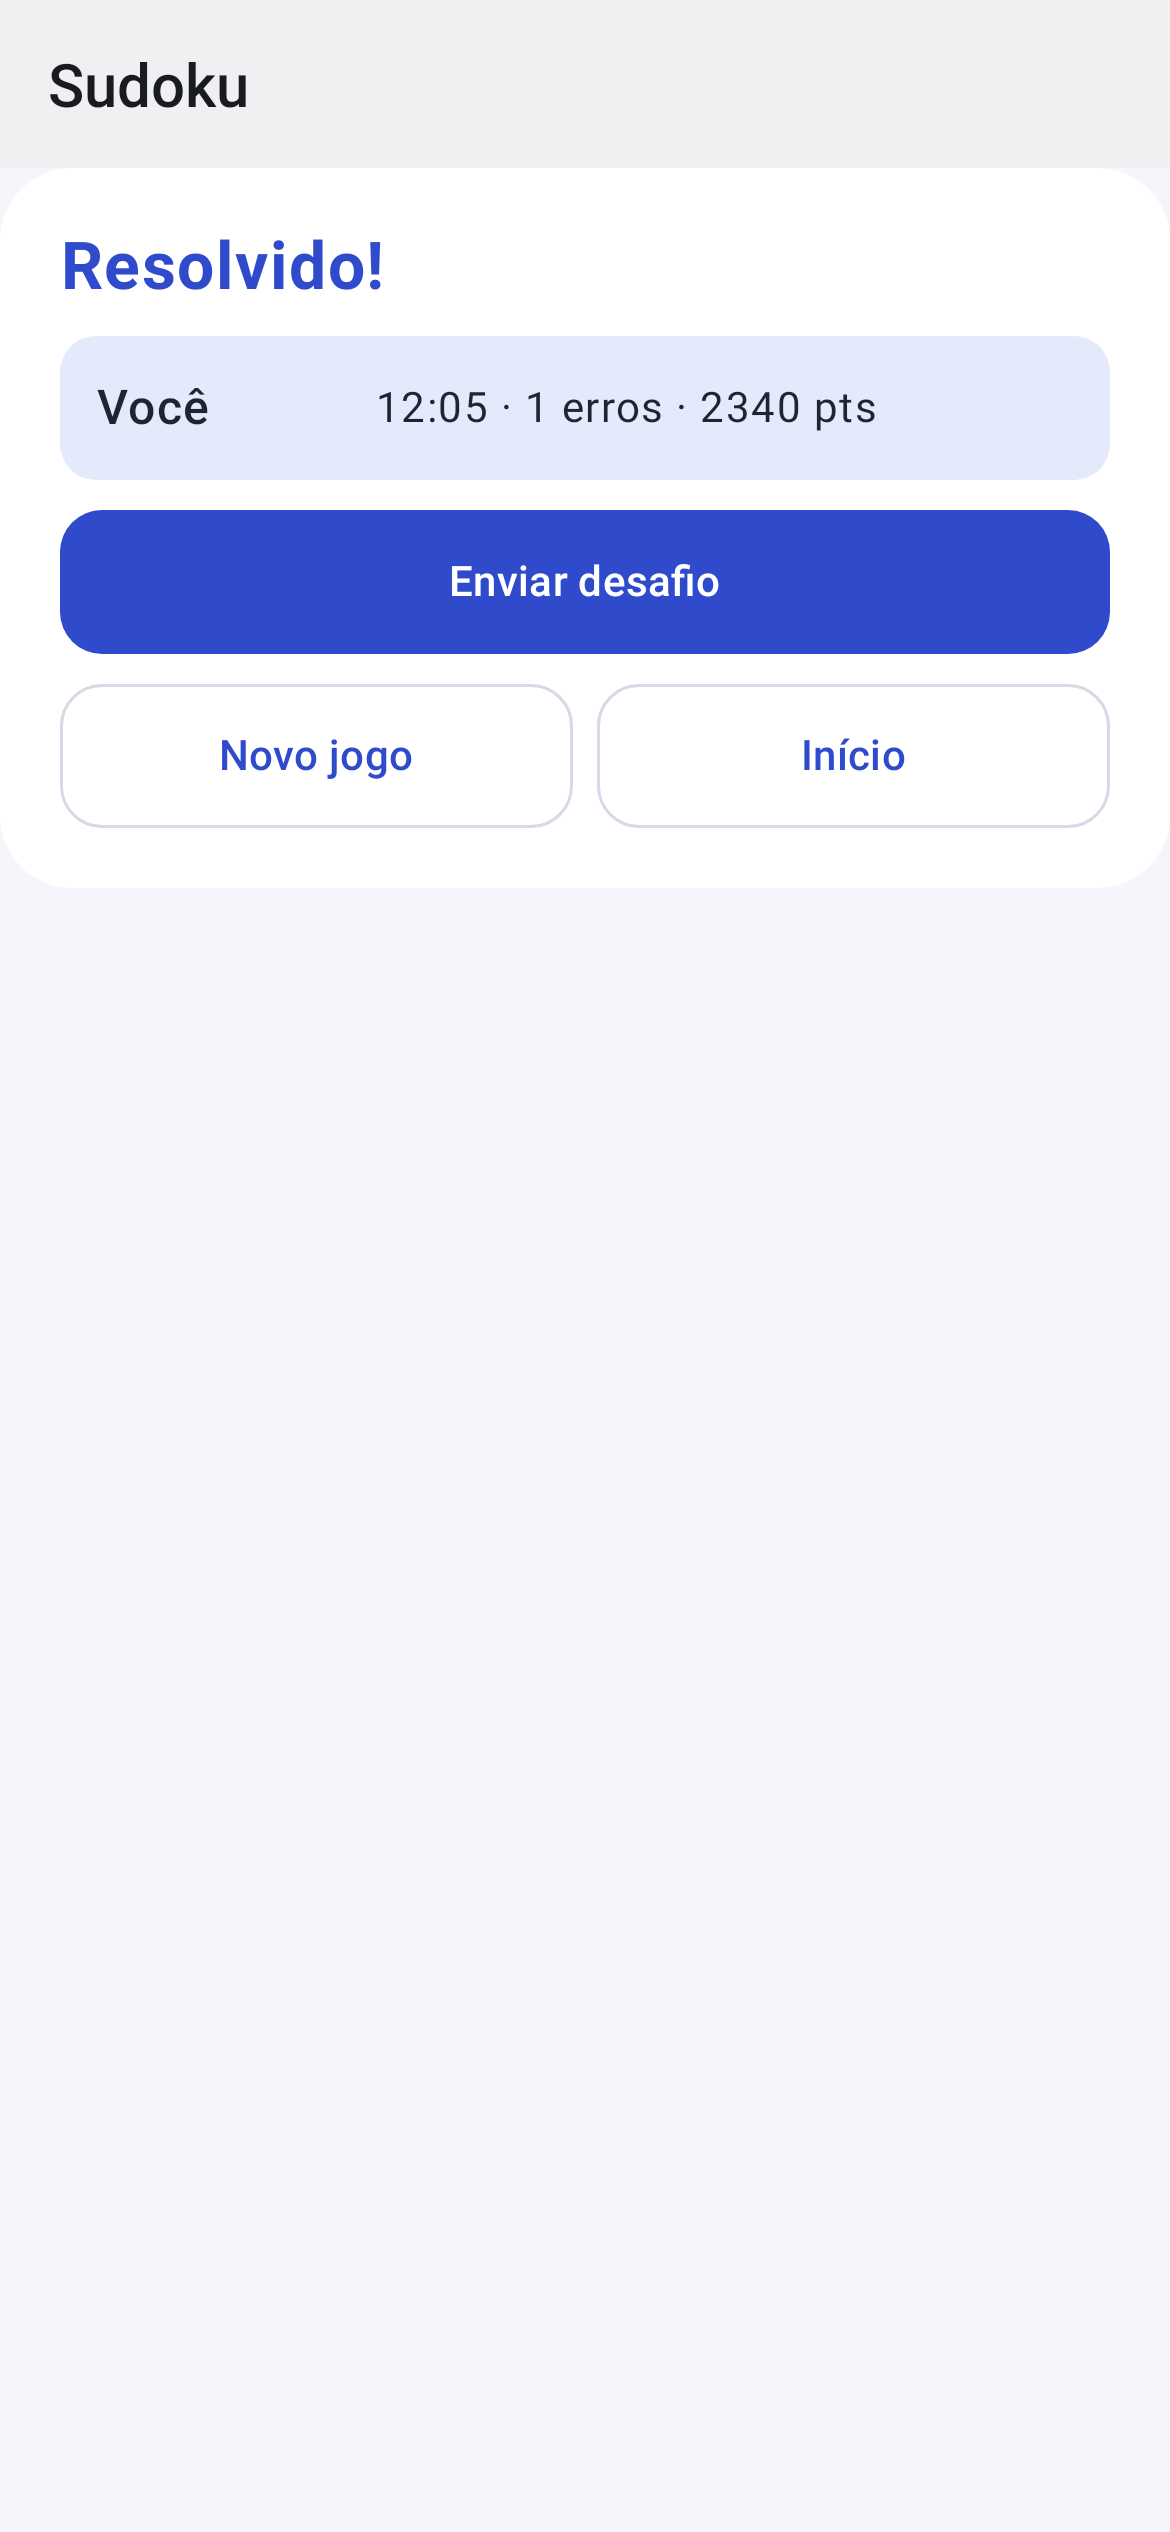 Sudoku
Resolvido!
Você 12:05 · 1 erros · 2340 pts
Enviar desafio
Novo jogo Início